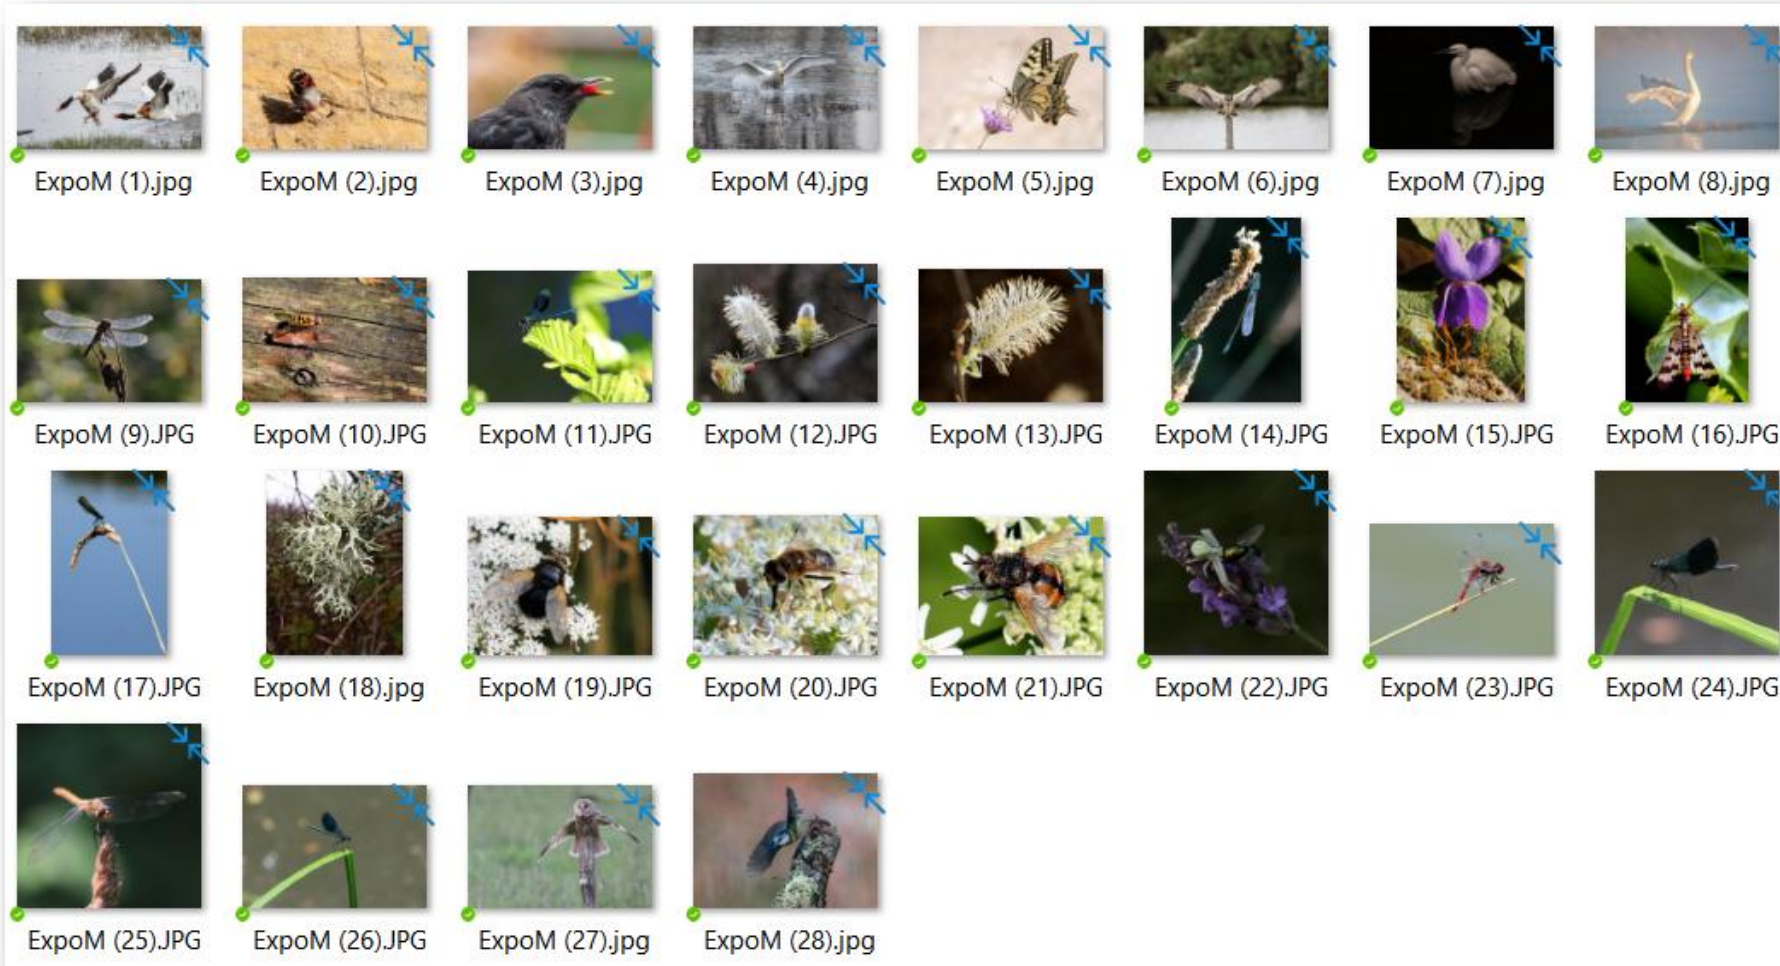 ExpoM (1).jpg ExpoM (2).jpg ExpoM (3).jpg ExpoM (4).jpg ExpoM (5).jpg ExpoM (6).jpg ExpoM (7).jpg ExpoM (8).jpg
ExpoM (9).JPG ExpoM (10).JPG ExpoM (11).JPG ExpoM (12).JPG ExpoM (13).JPG ExpoM (14).JPG ExpoM (15).JPG ExpoM (16).JPG
ExpoM (17).JPG ExpoM (18).jpg ExpoM (19).JPG ExpoM (20).JPG ExpoM (21).JPG ExpoM (22).JPG ExpoM (23).JPG ExpoM (24).JPG
ExpoM (25).JPG ExpoM (26).JPG ExpoM (27).jpg ExpoM (28).jpg